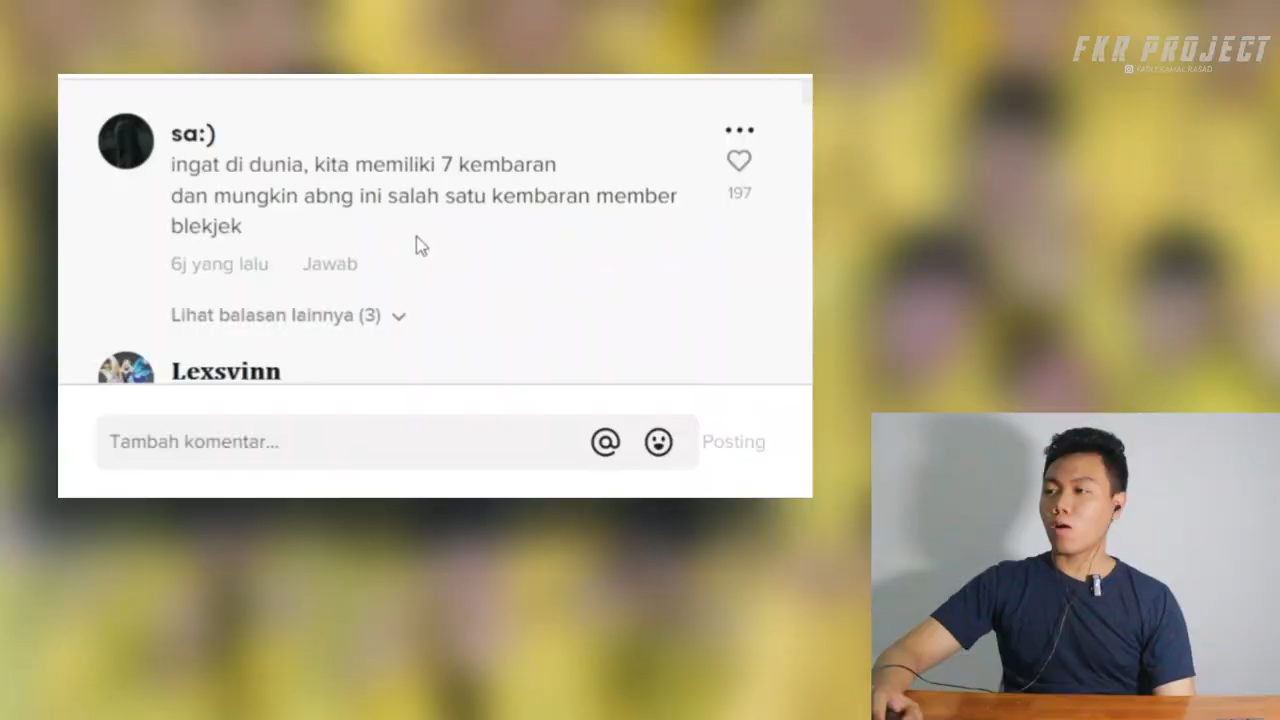 FKR PROJECT
sa:)
ingat di dunia, kita memiliki 7 kembaran
dan mungkin abng ini salah satu kembaran member
blekjek
197
6j yang lalu Jawab
Lihat balasan lainnya (3)
Lexsvinn
Tambah komentar...
Posting